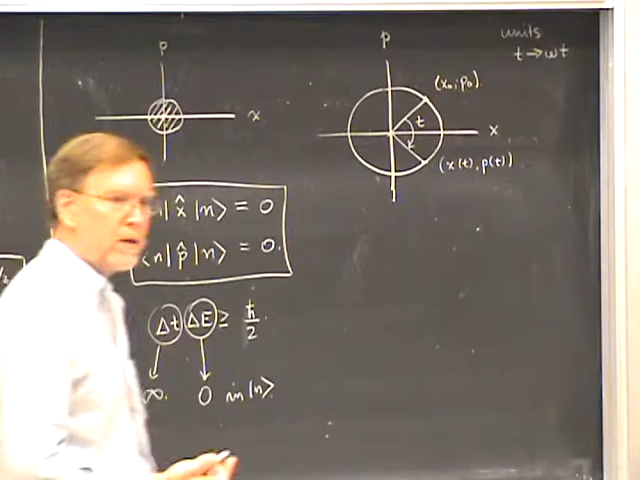 p
x
p
x
t
(x₀, p₀)
(x(t), p(t))
units
t → ωt
| x̂ |n⟩ = 0
⟨n| p̂ |n⟩ = 0.
Δt ΔE ≥ ħ/2
∞. 0 in |n⟩